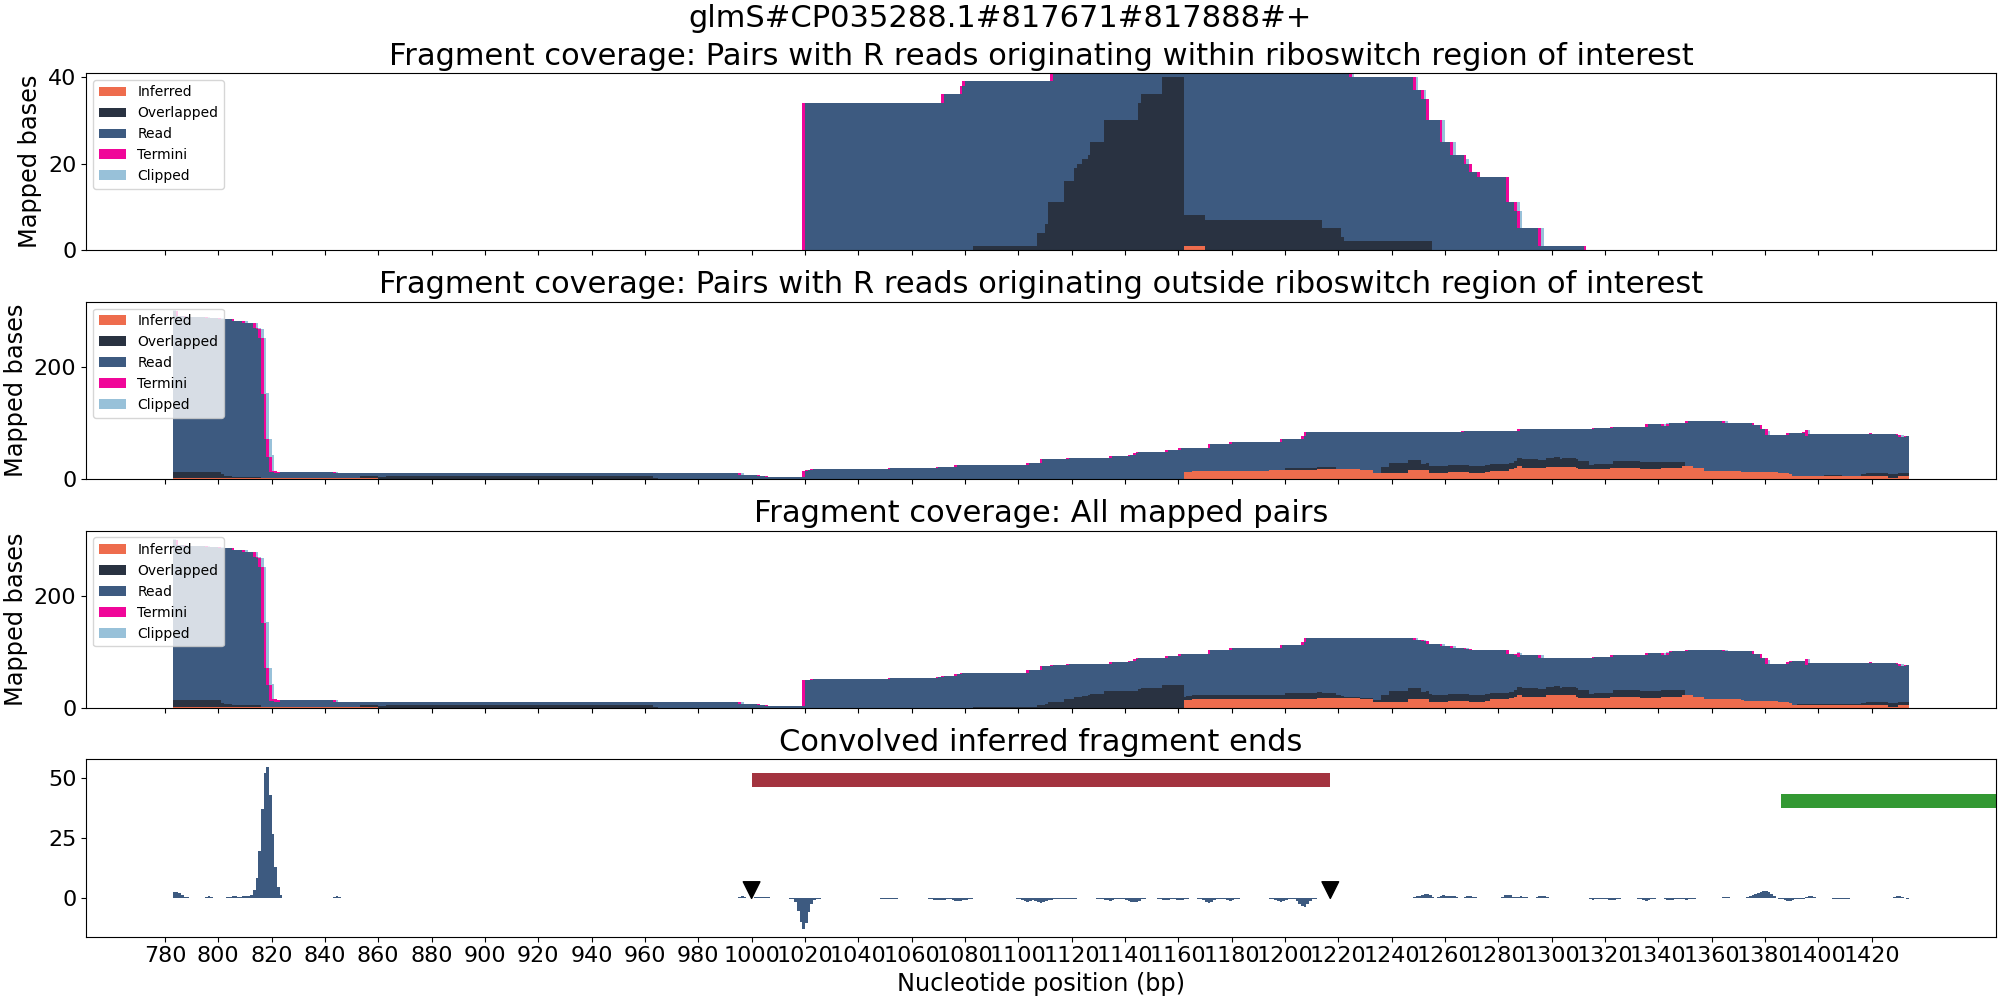 glmS#CP035288.1#817671#817888#+
Fragment coverage: Pairs with R reads originating within riboswitch region of interest
Mapped bases
40
20
0
Inferred
Overlapped
Read
Termini
Clipped
Fragment coverage: Pairs with R reads originating outside riboswitch region of interest
Mapped bases
200
0
Inferred
Overlapped
Read
Termini
Clipped
Fragment coverage: All mapped pairs
Mapped bases
200
0
Inferred
Overlapped
Read
Termini
Clipped
Convolved inferred fragment ends
50
25
0
780 800 820 840 860 880 900 920 940 960 980 1000 1020 1040 1060 1080 1100 1120 1140 1160 1180 1200 1220 1240 1260 1280 1300 1320 1340 1360 1380 1400 1420
Nucleotide position (bp)